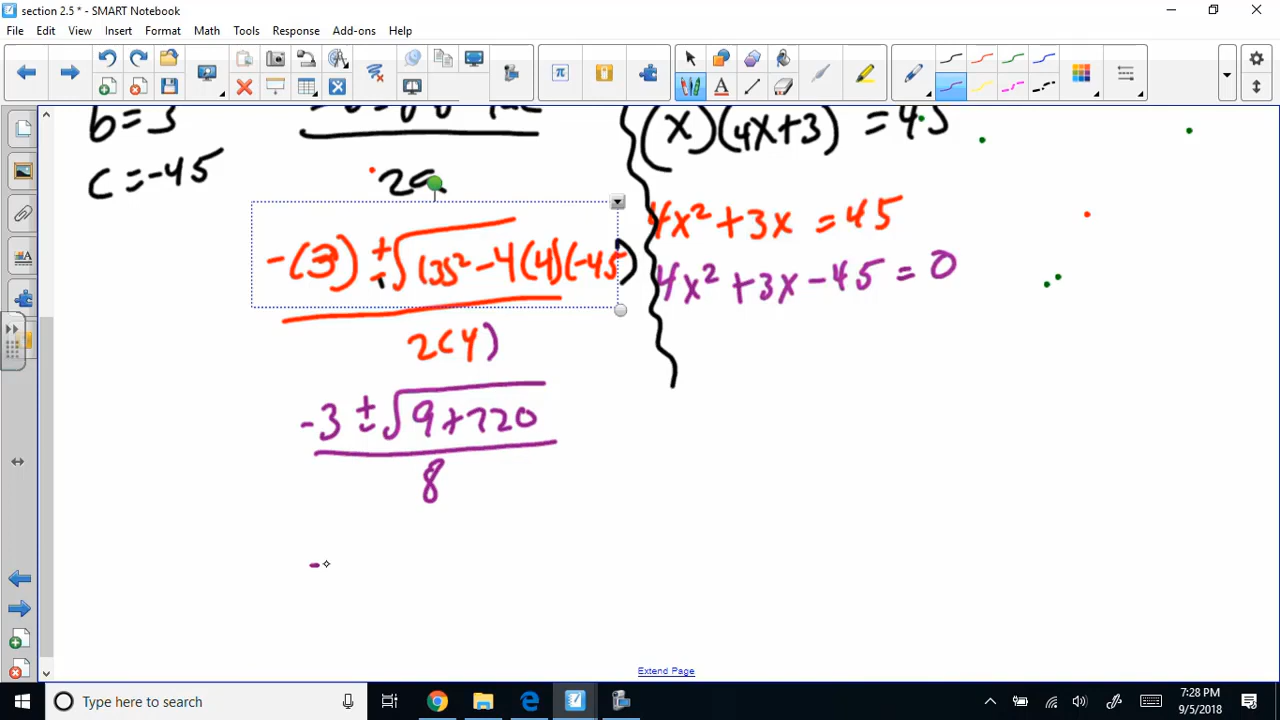 section 2.5 * - SMART Notebook
File Edit View Insert Format Math Tools Response Add-ons Help
b=3
c=-45
2a
(x)(4x+3) = 45
4x² + 3x = 45
4x² + 3x - 45 = 0
-(3) ± √(3)² - 4(4)(-45)
2(4)
-3 ± √9+720
8
-
Extend Page
Type here to search
7:28 PM
9/5/2018